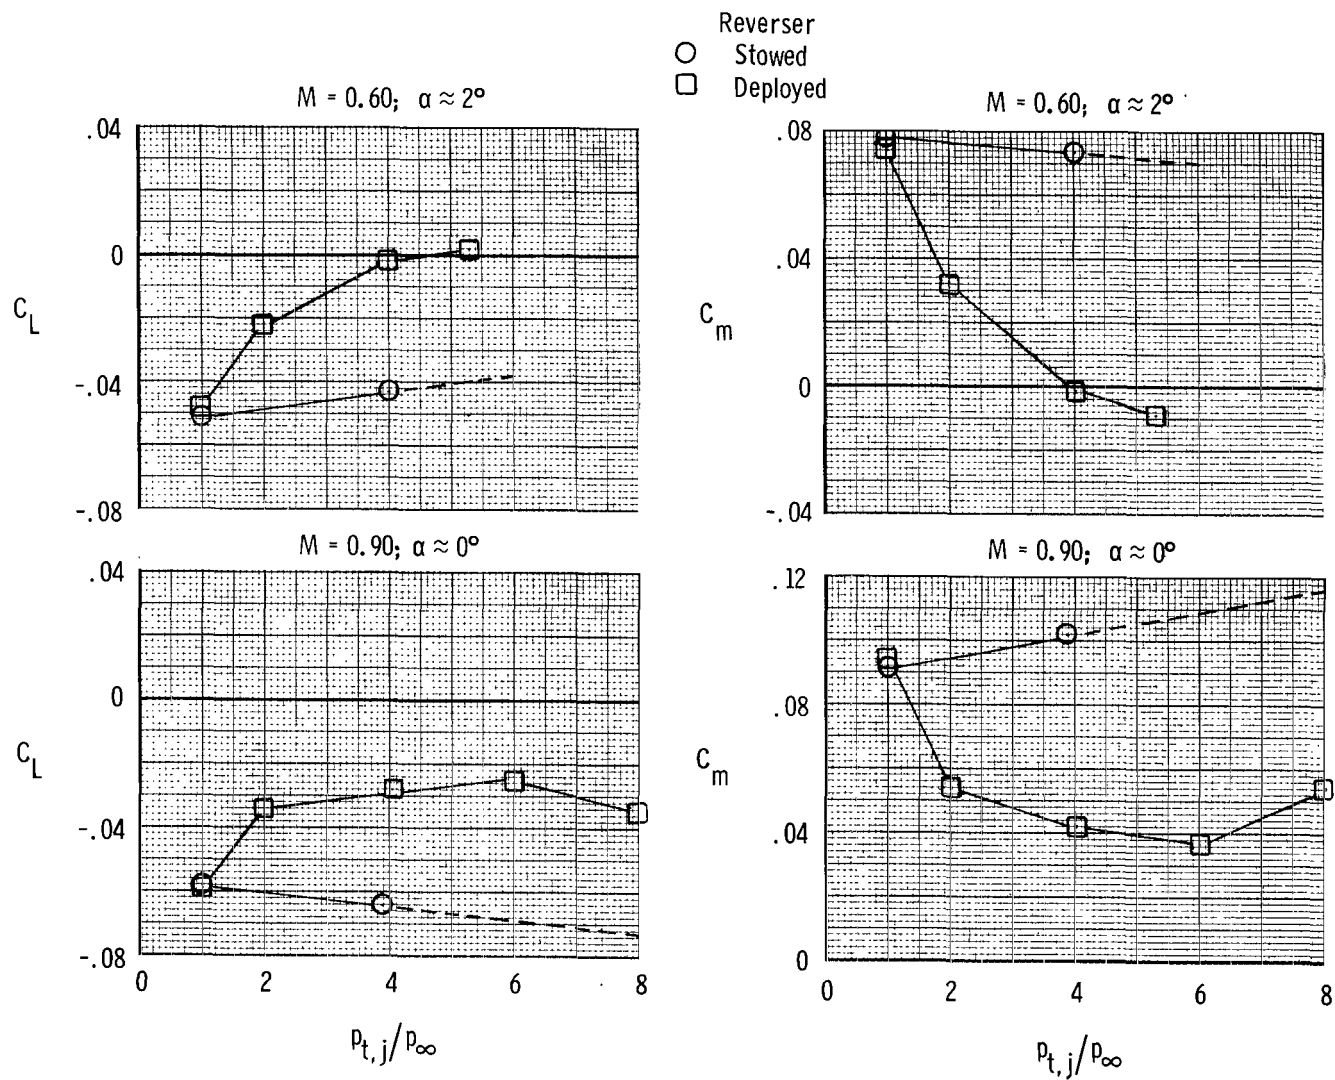 Reverser
Stowed
Deployed
M = 0.60; α ≈ 2°
.04
0
-.04
-.08
C_L
M = 0.60; α ≈ 2°
.08
.04
0
-.04
C_m
M = 0.90; α ≈ 0°
.04
0
-.04
-.08
C_L
0 2 4 6 8
p_t,j/p_∞
M = 0.90; α ≈ 0°
.12
.08
.04
0
C_m
0 2 4 6 8
p_t,j/p_∞